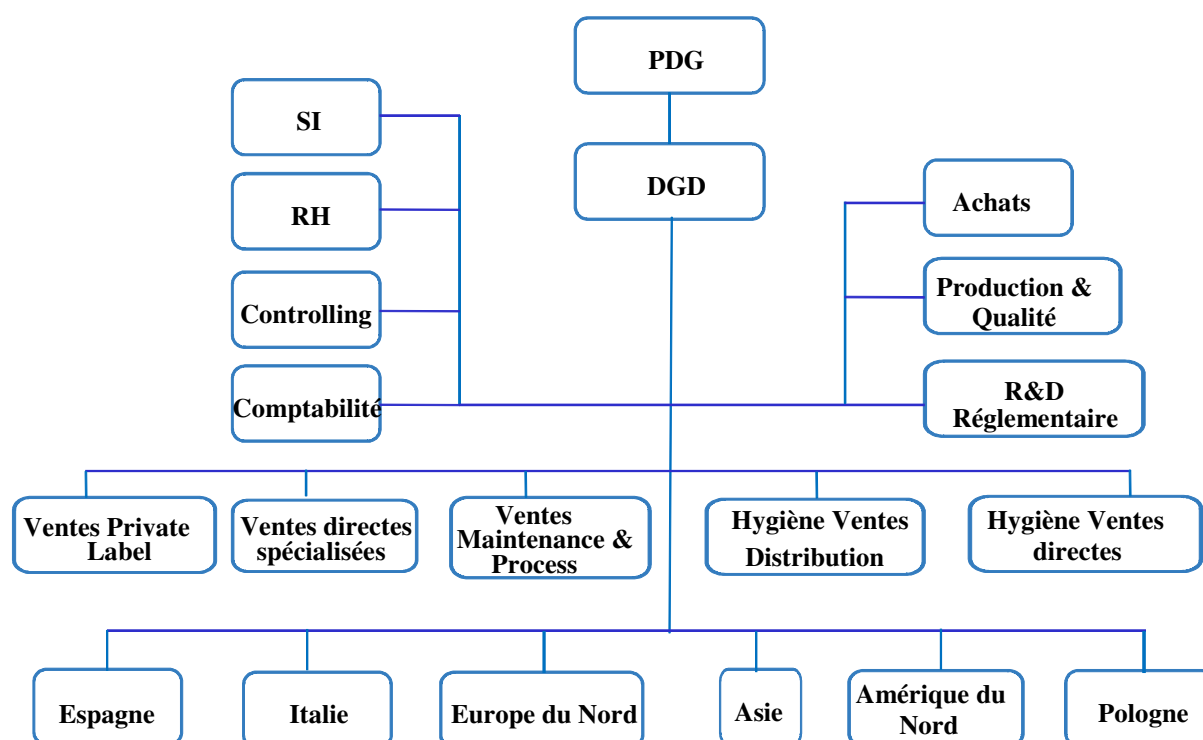 PDG
SI
DGD
RH
Achats
Controlling
Production &
Qualité
Comptabilité
R&D
Réglementaire
Ventes Private
Label
Ventes directes
spécialisées
Ventes
Maintenance &
Process
Hygiène Ventes
Distribution
Hygiène Ventes
directes
Espagne
Italie
Europe du Nord
Asie
Amérique du
Nord
Pologne